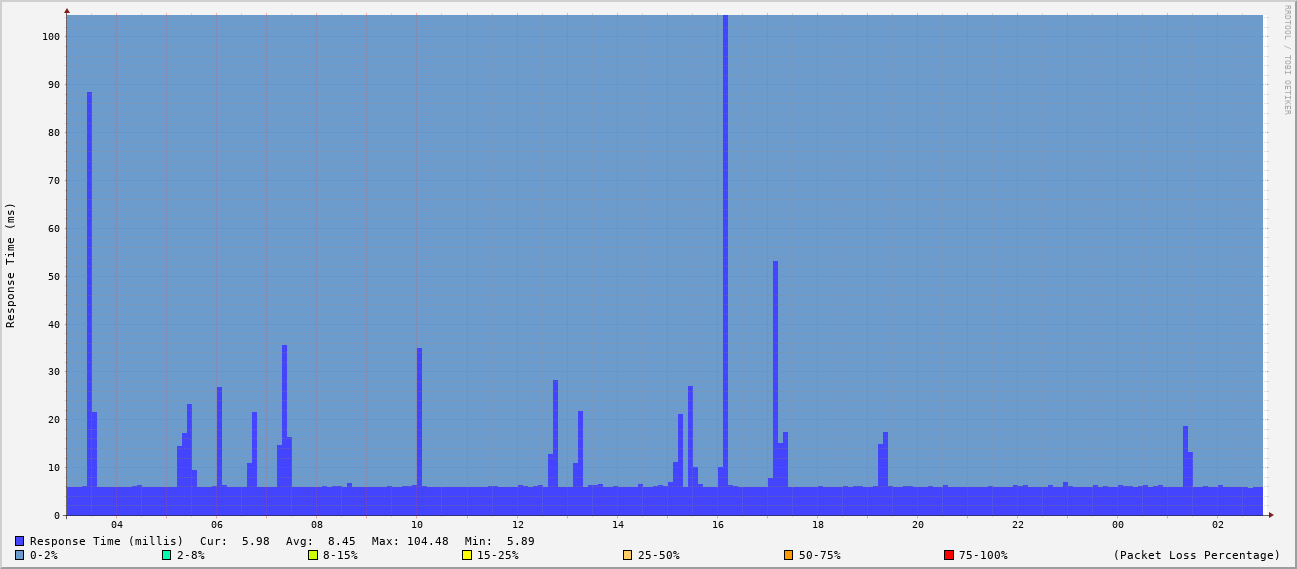 RRDTOOL / TOBI OETIKER
Response Time (ms)
100
90
80
70
60
50
40
30
20
10
0
04 06 08 10 12 14 16 18 20 22 00 02
Response Time (millis) Cur: 5.98 Avg: 8.45 Max: 104.48 Min: 5.89
0-2% 2-8% 8-15% 15-25% 25-50% 50-75% 75-100% (Packet Loss Percentage)